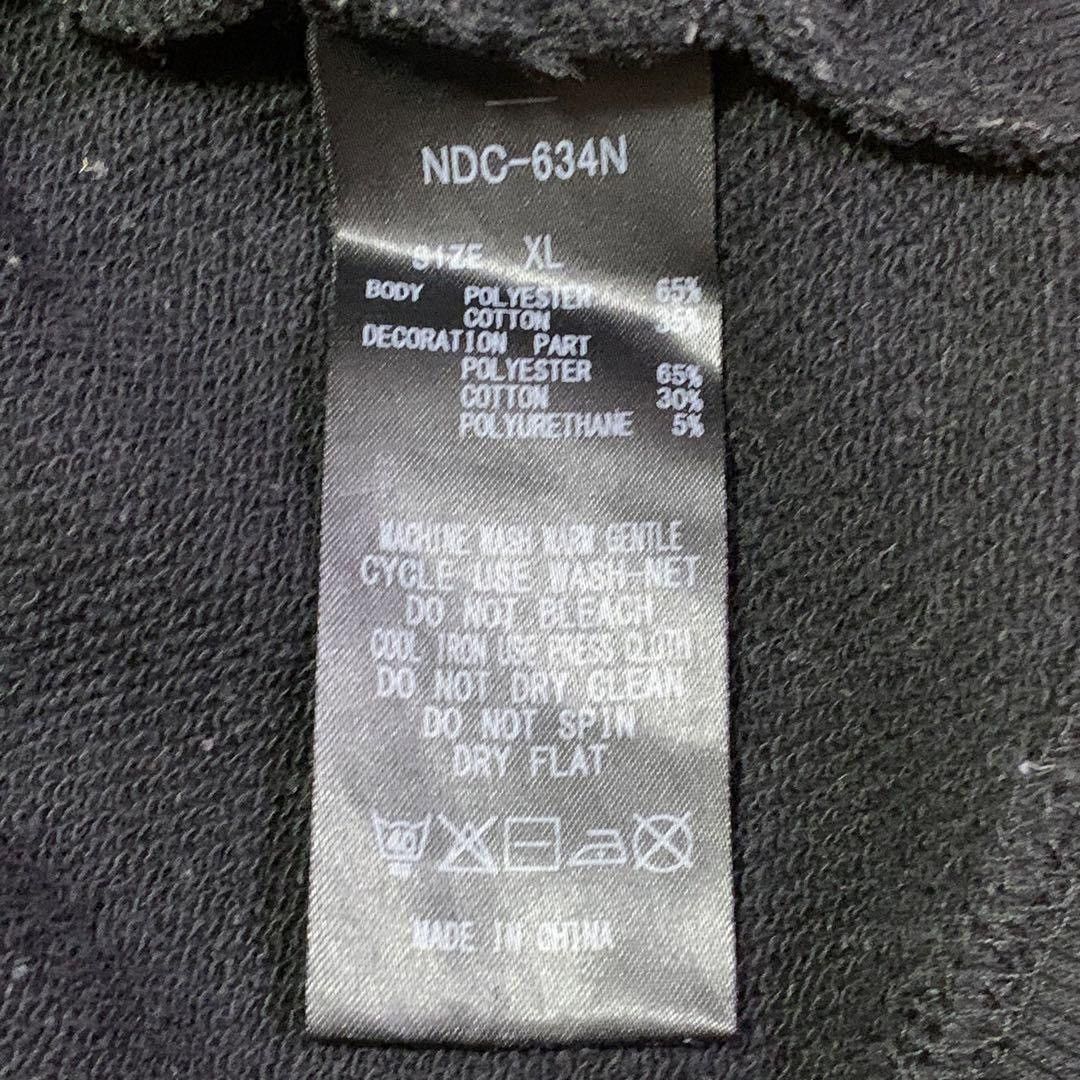 NDC-634N
SIZE XL
BODY POLYESTER 65%
COTTON 35%
DECORATION PART
POLYESTER 65%
COTTON 30%
POLYURETHANE 5%
MACHINE WASH WARM GENTLE
CYCLE USE WASH-NET
DO NOT BLEACH
COOL IRON USE PRESS CLOTH
DO NOT DRY CLEAN
DO NOT SPIN
DRY FLAT
40
MADE IN CHINA